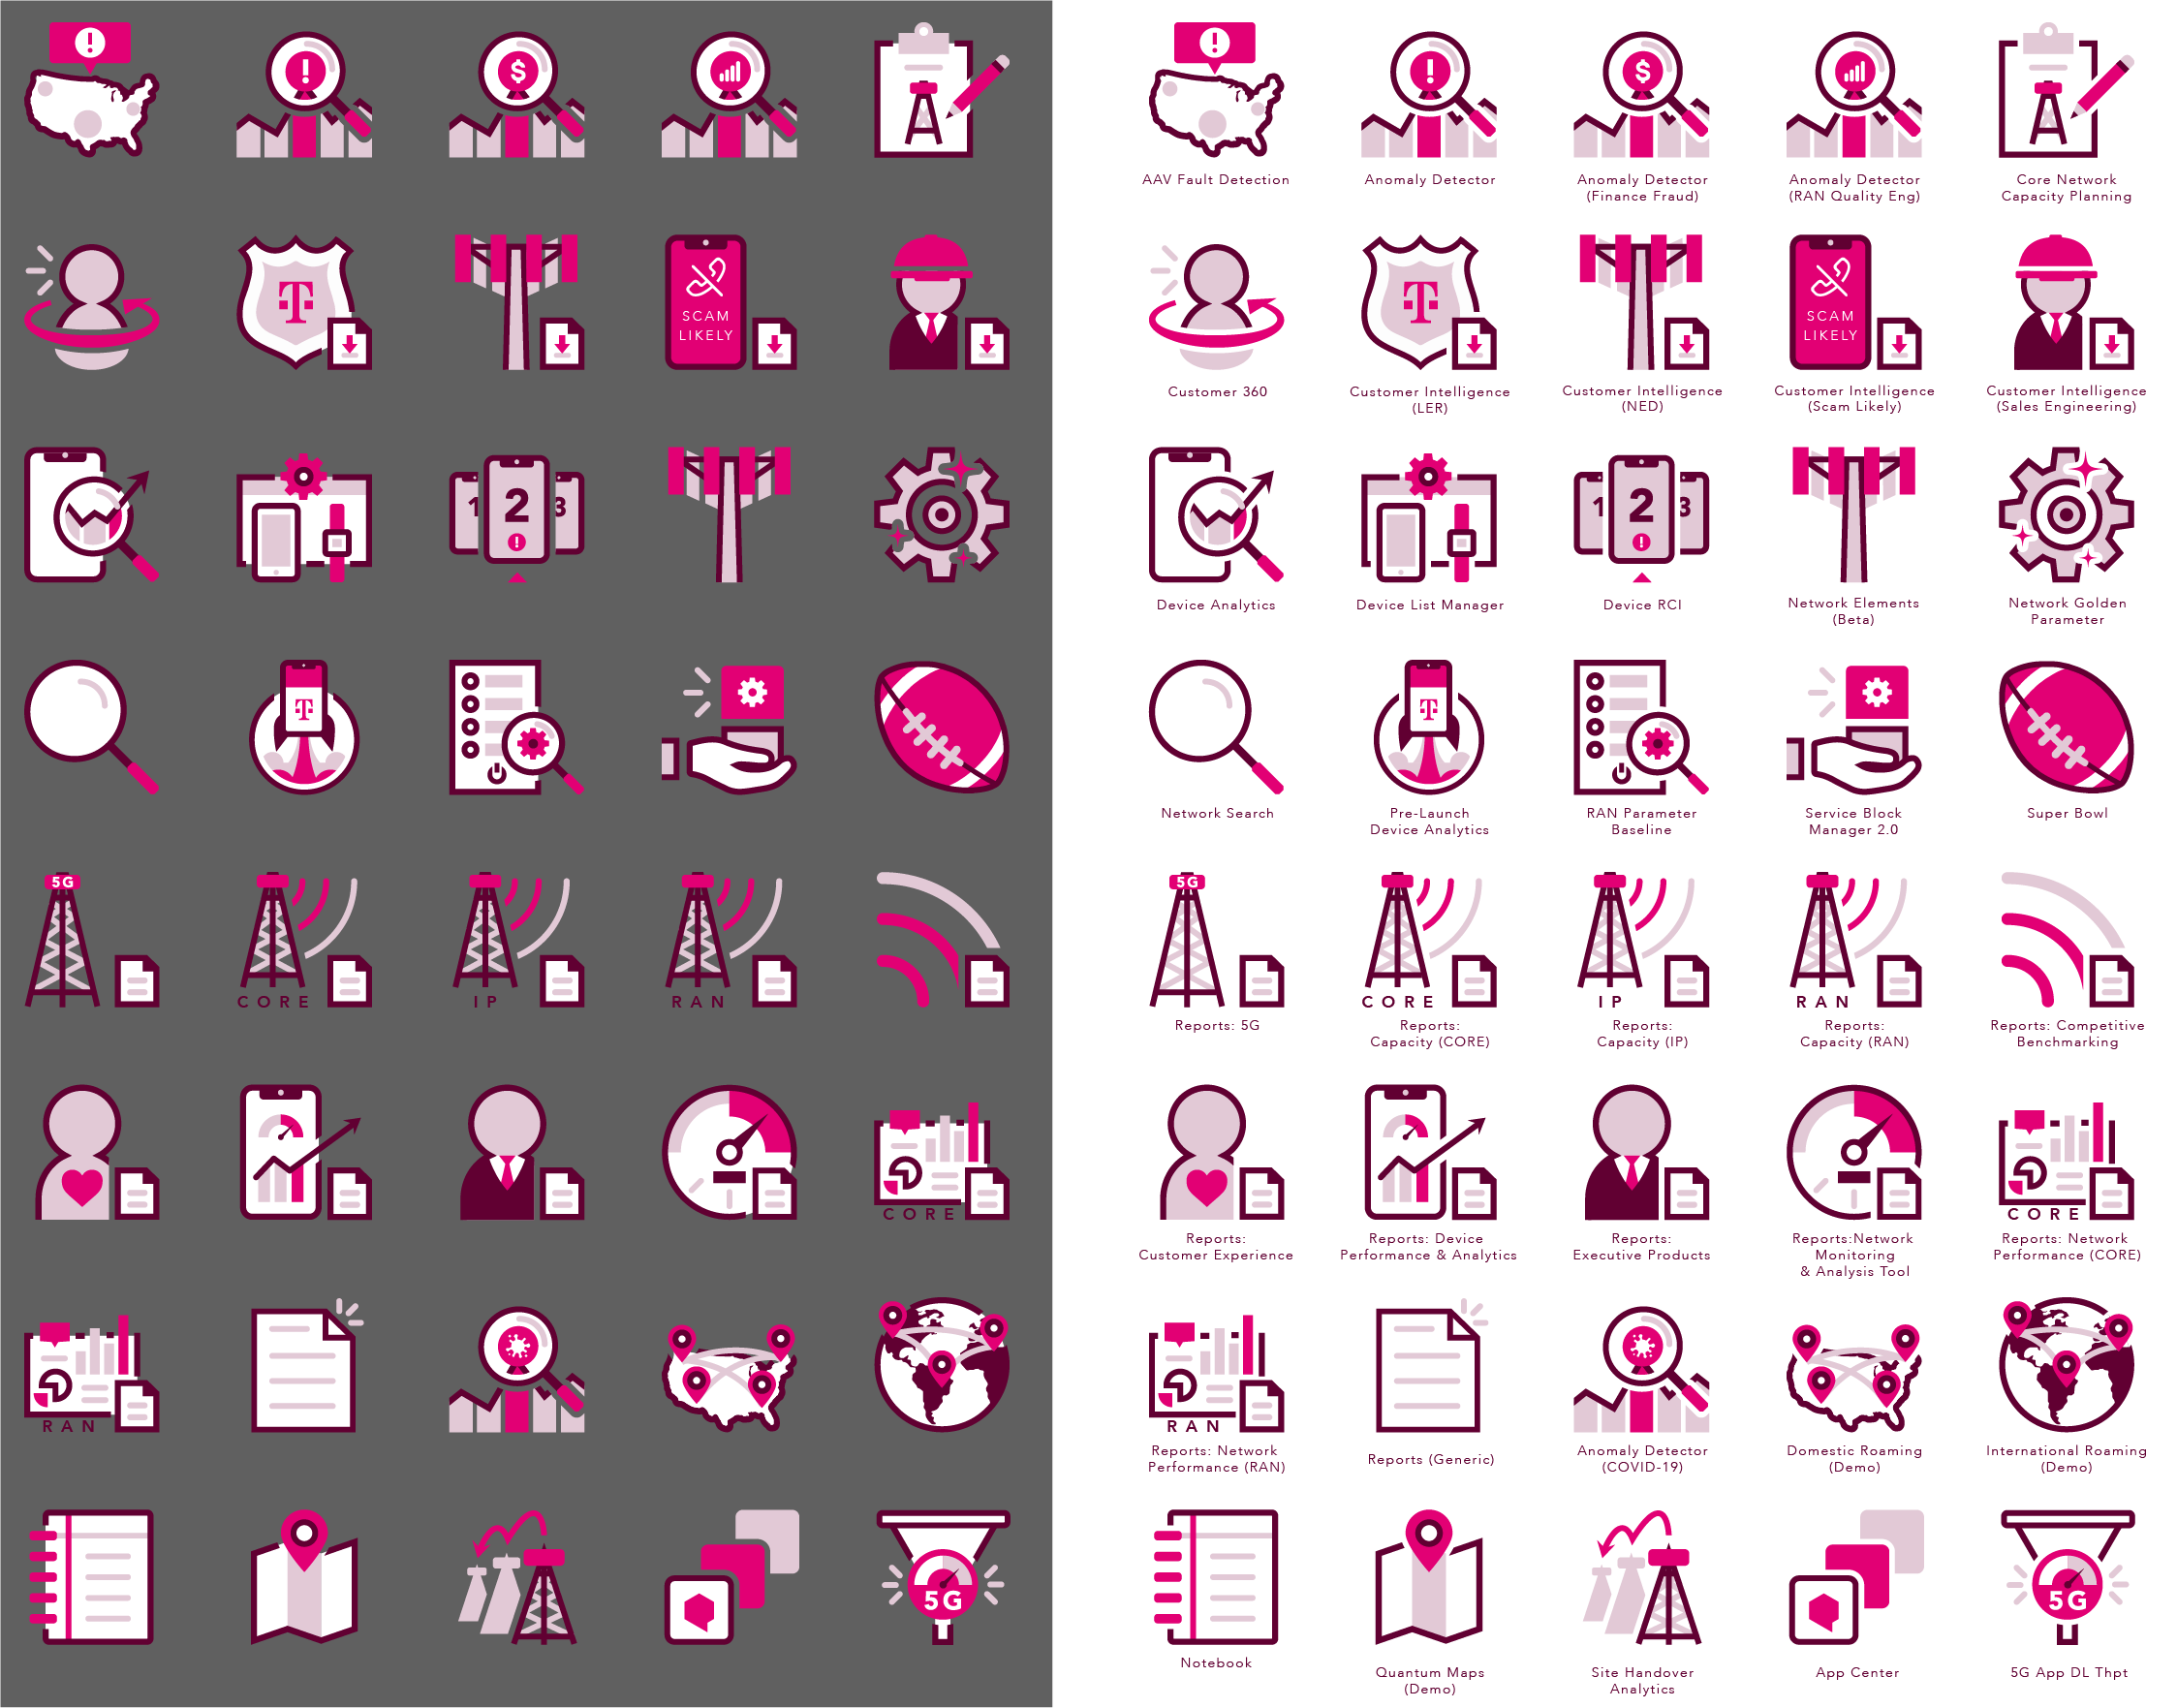 AAV Fault Detection
Anomaly Detector
Anomaly Detector
(Finance Fraud)
Anomaly Detector
(RAN Quality Eng)
Core Network
Capacity Planning
T
SCAM
LIKELY
T
SCAM
LIKELY
Customer 360
Customer Intelligence
(LER)
Customer Intelligence
(NED)
Customer Intelligence
(Scam Likely)
Customer Intelligence
(Sales Engineering)
1 2 3
1 2 3
Device Analytics
Device List Manager
Device RCI
Network Elements
(Beta)
Network Golden
Parameter
T
T
Network Search
Pre-Launch
Device Analytics
RAN Parameter
Baseline
Service Block
Manager 2.0
Super Bowl
5G
CORE
IP
RAN
5G
CORE
IP
RAN
Reports: 5G
Reports:
Capacity (CORE)
Reports:
Capacity (IP)
Reports:
Capacity (RAN)
Reports: Competitive
Benchmarking
CORE
CORE
Reports:
Customer Experience
Reports: Device
Performance & Analytics
Reports:
Executive Products
Reports:Network
Monitoring
& Analysis Tool
Reports: Network
Performance (CORE)
RAN
RAN
Reports: Network
Performance (RAN)
Reports (Generic)
Anomaly Detector
(COVID-19)
Domestic Roaming
(Demo)
International Roaming
(Demo)
5G
5G
Notebook
Quantum Maps
(Demo)
Site Handover
Analytics
App Center
5G App DL Thpt